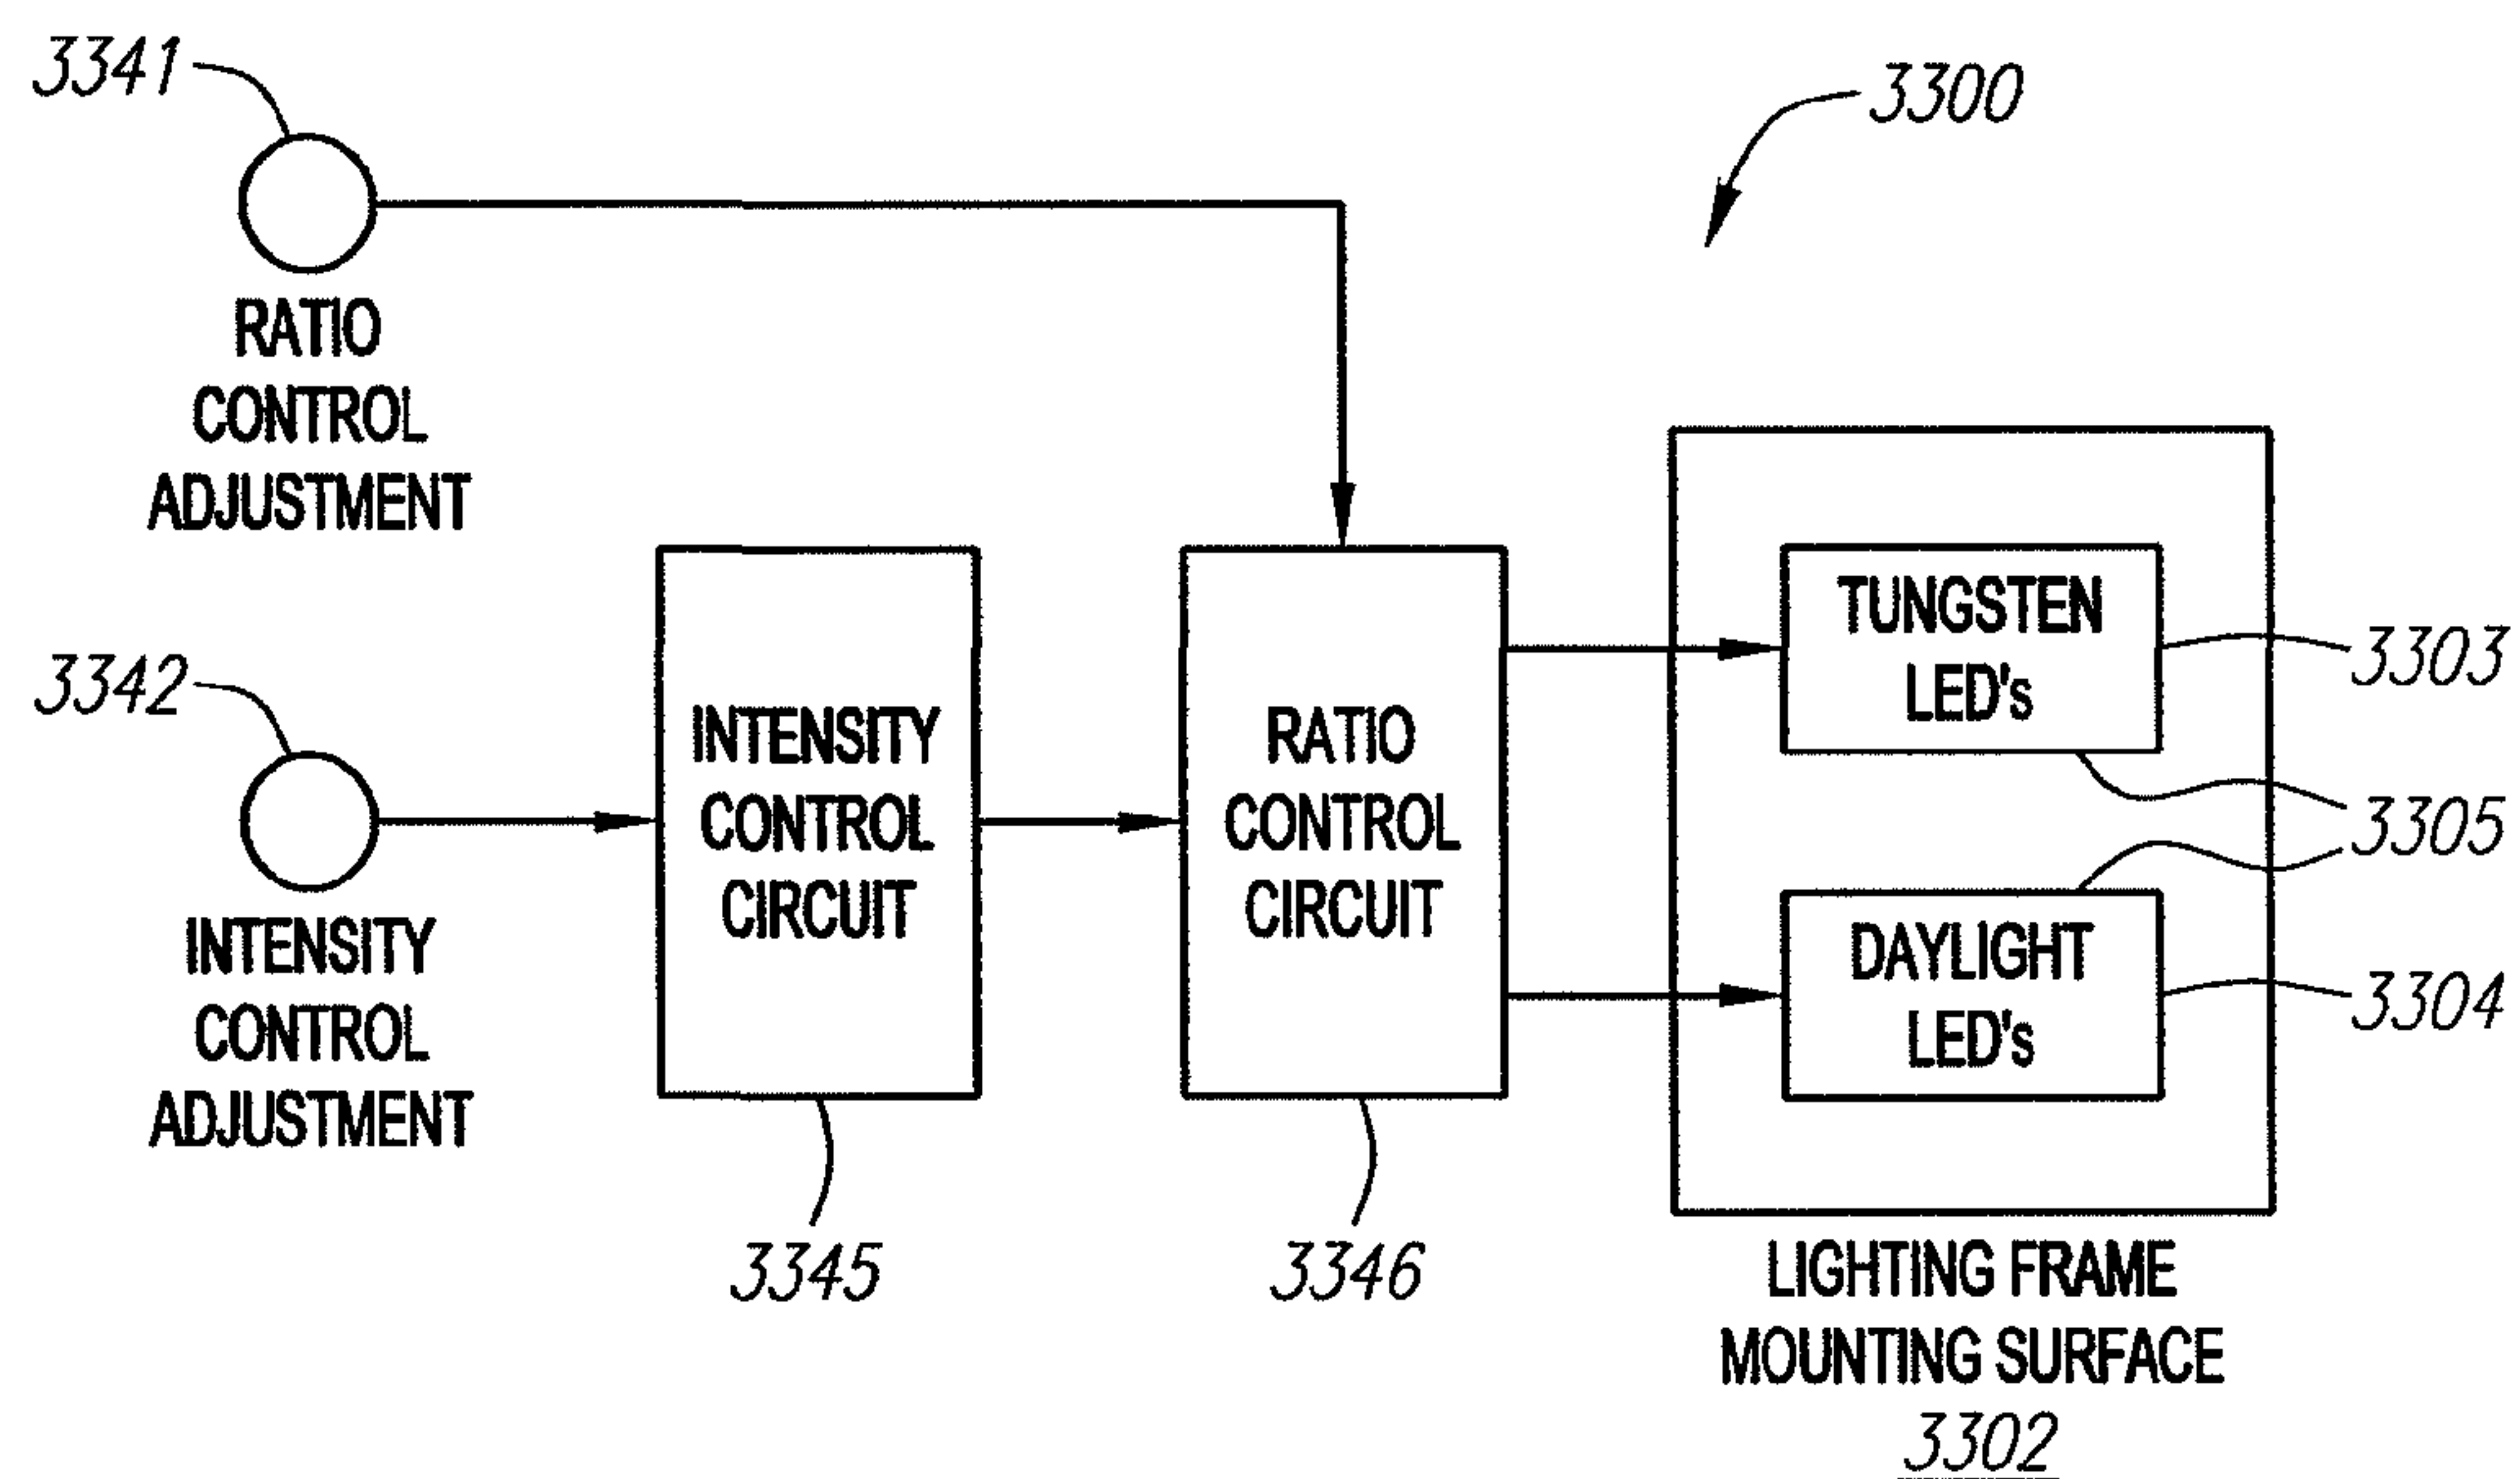 3341
3300
RATIO
CONTROL
ADJUSTMENT
3342
INTENSITY
CONTROL
ADJUSTMENT
INTENSITY
CONTROL
CIRCUIT
3345
RATIO
CONTROL
CIRCUIT
3346
TUNGSTEN
LED's
3303
3305
DAYLIGHT
LED's
3304
LIGHTING FRAME
MOUNTING SURFACE
3302